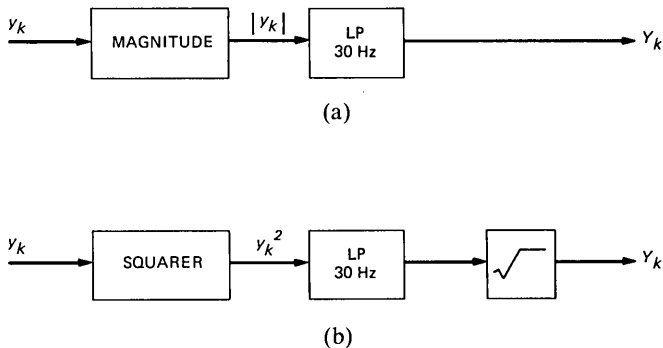 y_k MAGNITUDE |y_k| LP 30 Hz Y_k
(a)
y_k SQUARER y_k^2 LP 30 Hz √ Y_k
(b)